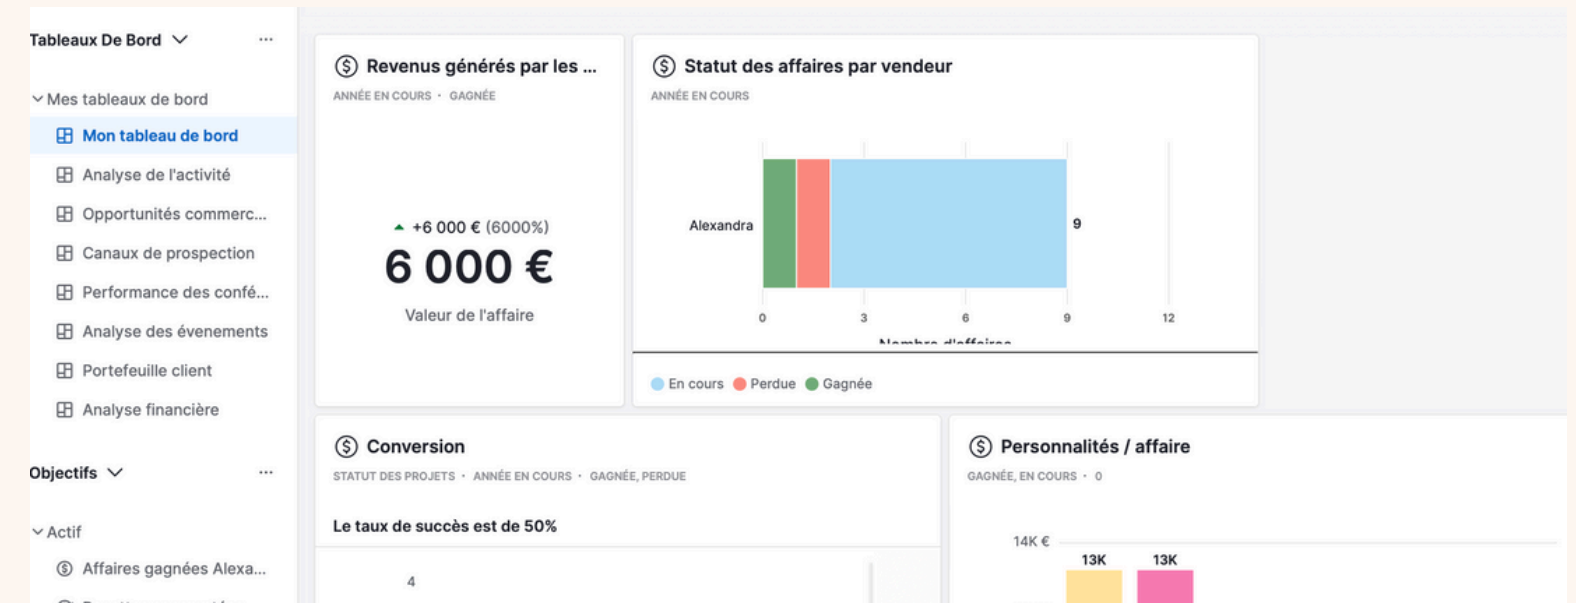 Tableaux De Bord
Mes tableaux de bord
Mon tableau de bord
Analyse de l'activité
Opportunités commerc...
Canaux de prospection
Performance des confé...
Analyse des évenements
Portefeuille client
Analyse financière
Objectifs
Actif
Affaires gagnées Alexa...
Revenus générés par les ...
ANNÉE EN COURS · GAGNÉE
+6 000 € (6000%)
6 000 €
Valeur de l'affaire
Statut des affaires par vendeur
ANNÉE EN COURS
Alexandra
9
0 3 6 9 12
Nombre d'affaires
En cours Perdue Gagnée
Conversion
STATUT DES PROJETS · ANNÉE EN COURS · GAGNÉE, PERDUE
Le taux de succès est de 50%
4
Personnalités / affaire
GAGNÉE, EN COURS · 0
14K €
13K 13K